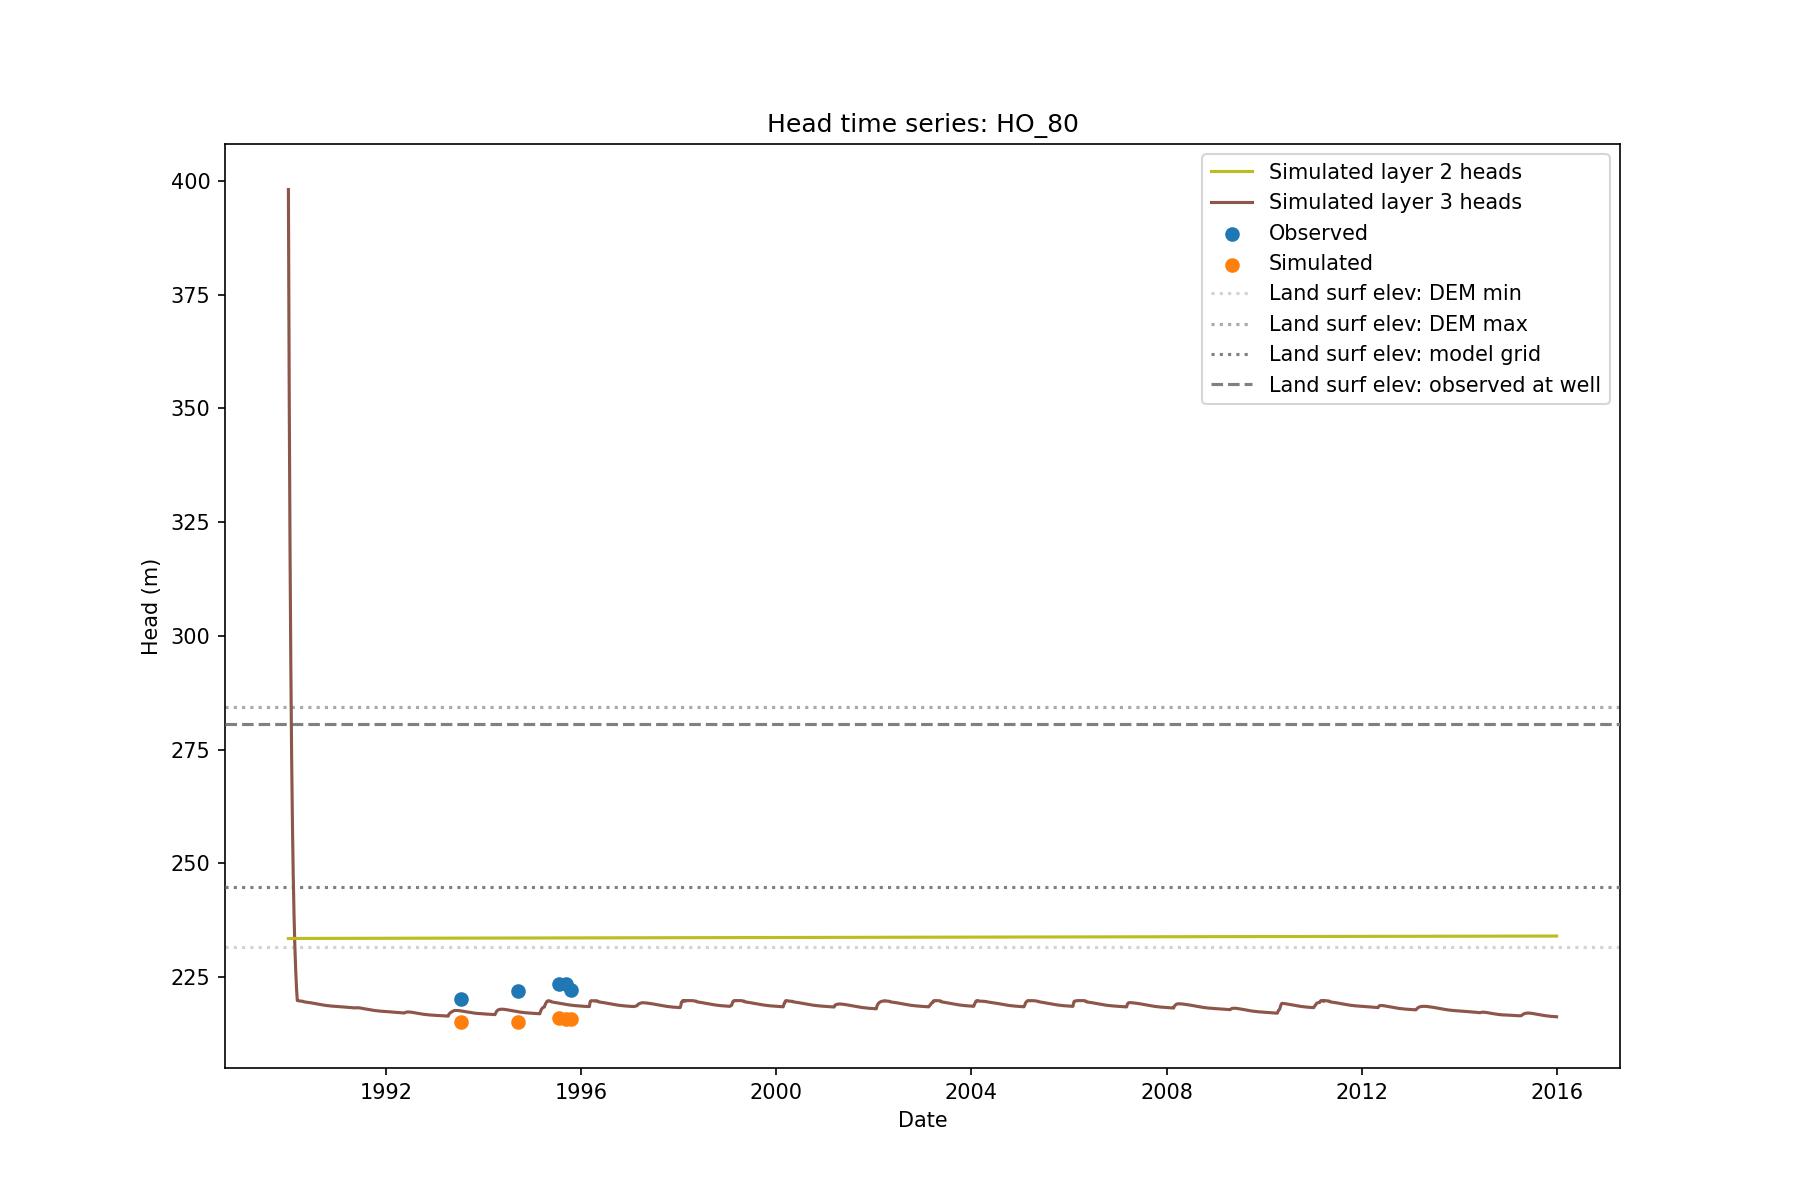 Head time series: HO_80
400
375
350
325
300
275
250
225
Head (m)
Simulated layer 2 heads
Simulated layer 3 heads
Observed
Simulated
Land surf elev: DEM min
Land surf elev: DEM max
Land surf elev: model grid
Land surf elev: observed at well
1992 1996 2000 2004 2008 2012 2016
Date